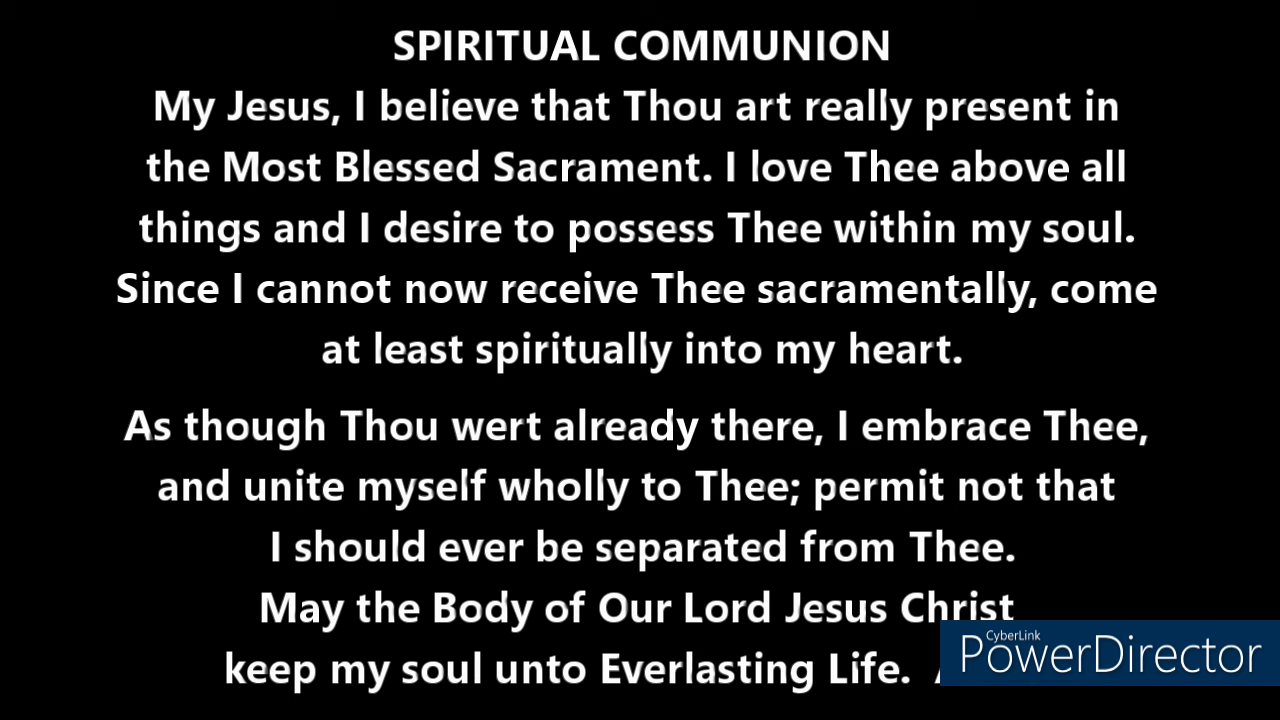 SPIRITUAL COMMUNION
My Jesus, I believe that Thou art really present in
the Most Blessed Sacrament. I love Thee above all
things and I desire to possess Thee within my soul.
Since I cannot now receive Thee sacramentally, come
at least spiritually into my heart.
As though Thou wert already there, I embrace Thee,
and unite myself wholly to Thee; permit not that
I should ever be separated from Thee.
May the Body of Our Lord Jesus Christ
keep my soul unto Everlasting Life.
CyberLink
PowerDirector